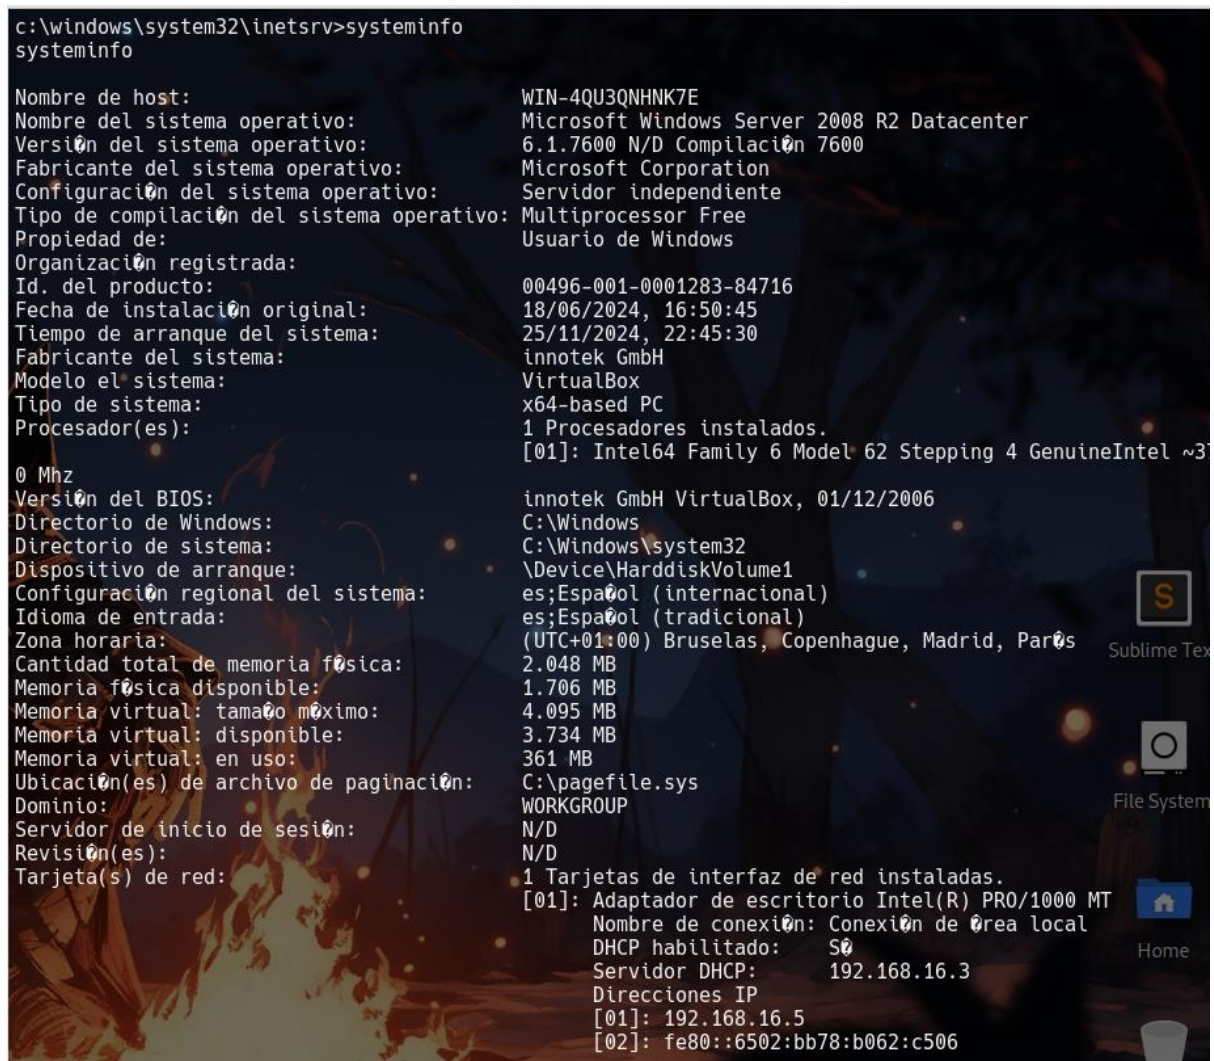 c:\windows\system32\inetsrv>systeminfo
systeminfo
Nombre de host: WIN-4QU3QNHNK7E
Nombre del sistema operativo: Microsoft Windows Server 2008 R2 Datacenter
Versi�n del sistema operativo: 6.1.7600 N/D Compilaci�n 7600
Fabricante del sistema operativo: Microsoft Corporation
Configuraci�n del sistema operativo: Servidor independiente
Tipo de compilaci�n del sistema operativo: Multiprocessor Free
Propiedad de: Usuario de Windows
Organizaci�n registrada:
Id. del producto: 00496-001-0001283-84716
Fecha de instalaci�n original: 18/06/2024, 16:50:45
Tiempo de arranque del sistema: 25/11/2024, 22:45:30
Fabricante del sistema: innotek GmbH
Modelo el sistema: VirtualBox
Tipo de sistema: x64-based PC
Procesador(es): 1 Procesadores instalados.
[01]: Intel64 Family 6 Model 62 Stepping 4 GenuineIntel ~37
0 Mhz
Versi�n del BIOS: innotek GmbH VirtualBox, 01/12/2006
Directorio de Windows: C:\Windows
Directorio de sistema: C:\Windows\system32
Dispositivo de arranque: \Device\HarddiskVolume1
Configuraci�n regional del sistema: es;Espa�ol (internacional)
Idioma de entrada: es;Espa�ol (tradicional)
Zona horaria: (UTC+01:00) Bruselas, Copenhague, Madrid, Par�s
Cantidad total de memoria f�sica: 2.048 MB
Memoria f�sica disponible: 1.706 MB
Memoria virtual: tama�o m�ximo: 4.095 MB
Memoria virtual: disponible: 3.734 MB
Memoria virtual: en uso: 361 MB
Ubicaci�n(es) de archivo de paginaci�n: C:\pagefile.sys
Dominio: WORKGROUP
Servidor de inicio de sesi�n: N/D
Revisi�n(es): N/D
Tarjeta(s) de red: 1 Tarjetas de interfaz de red instaladas.
[01]: Adaptador de escritorio Intel(R) PRO/1000 MT
Nombre de conexi�n: Conexi�n de �rea local
DHCP habilitado: S�
Servidor DHCP: 192.168.16.3
Direcciones IP
[01]: 192.168.16.5
[02]: fe80::6502:bb78:b062:c506
Sublime Tex
File System
Home